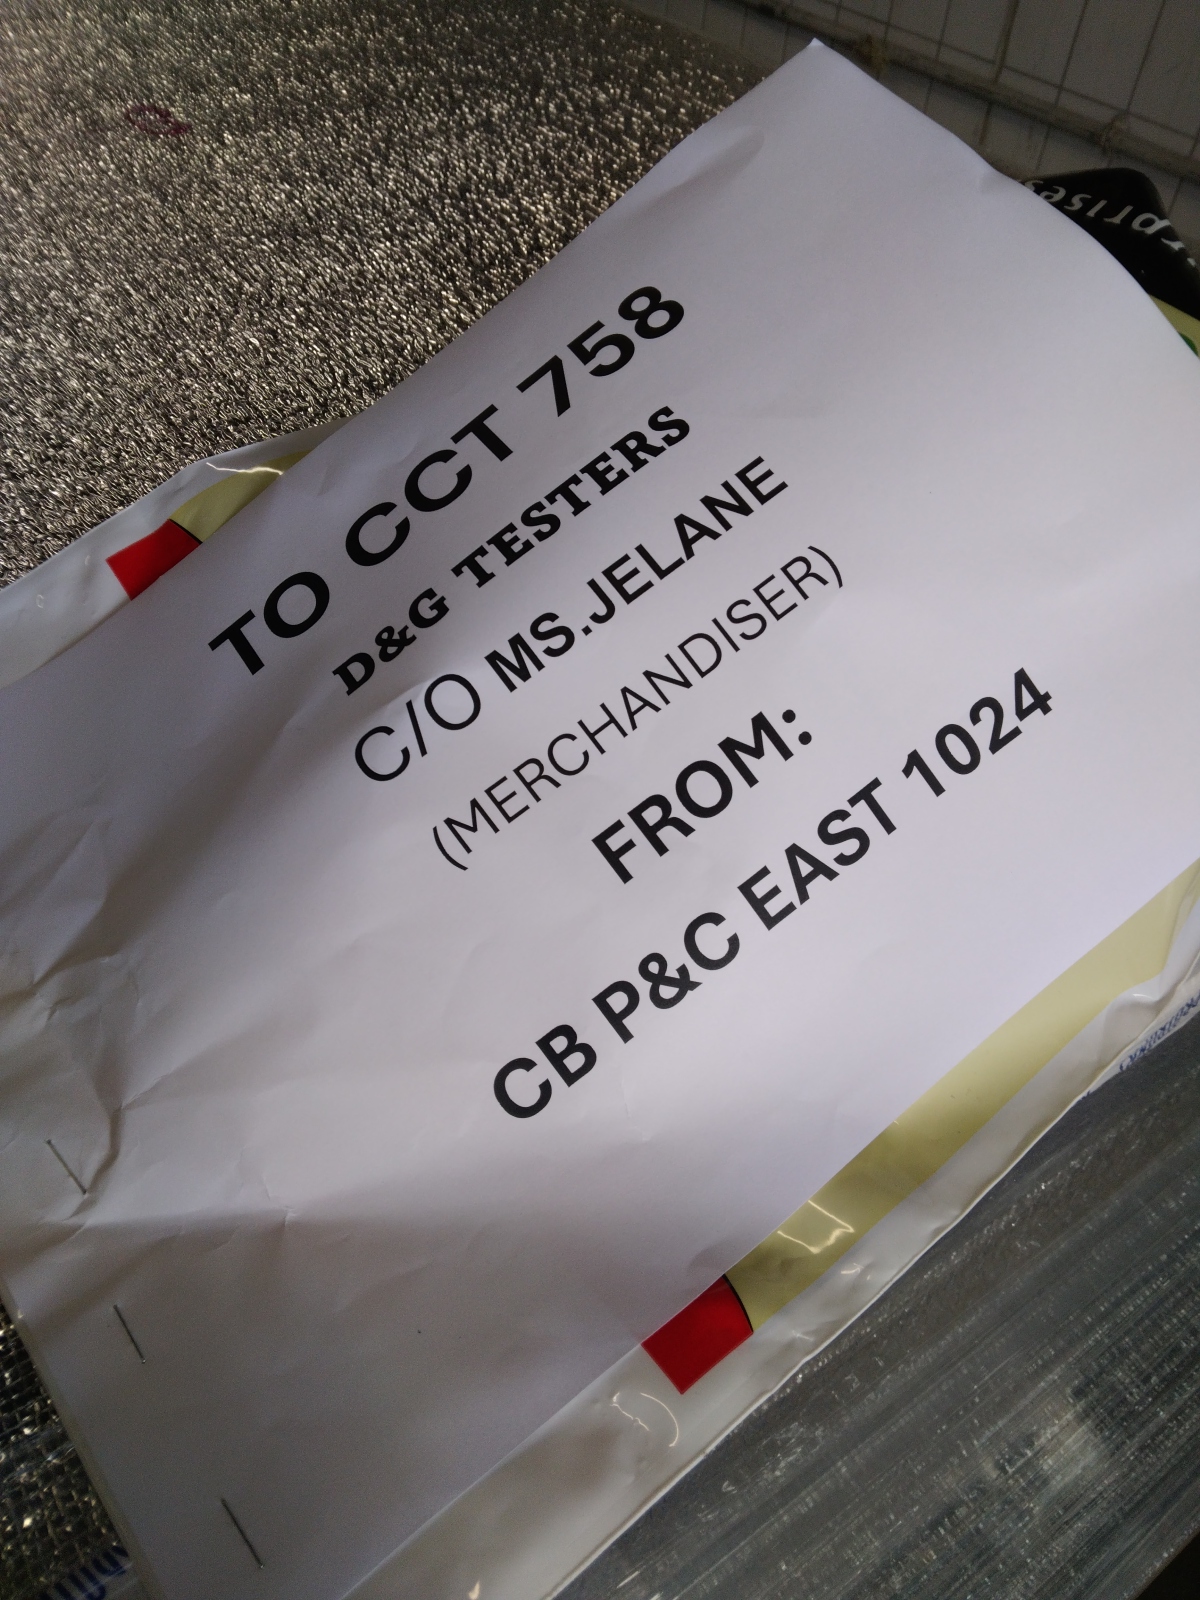 TO CCT 758
D&G TESTERS
C/O MS.JELANE
(MERCHANDISER)
FROM:
CB P&C EAST 1024